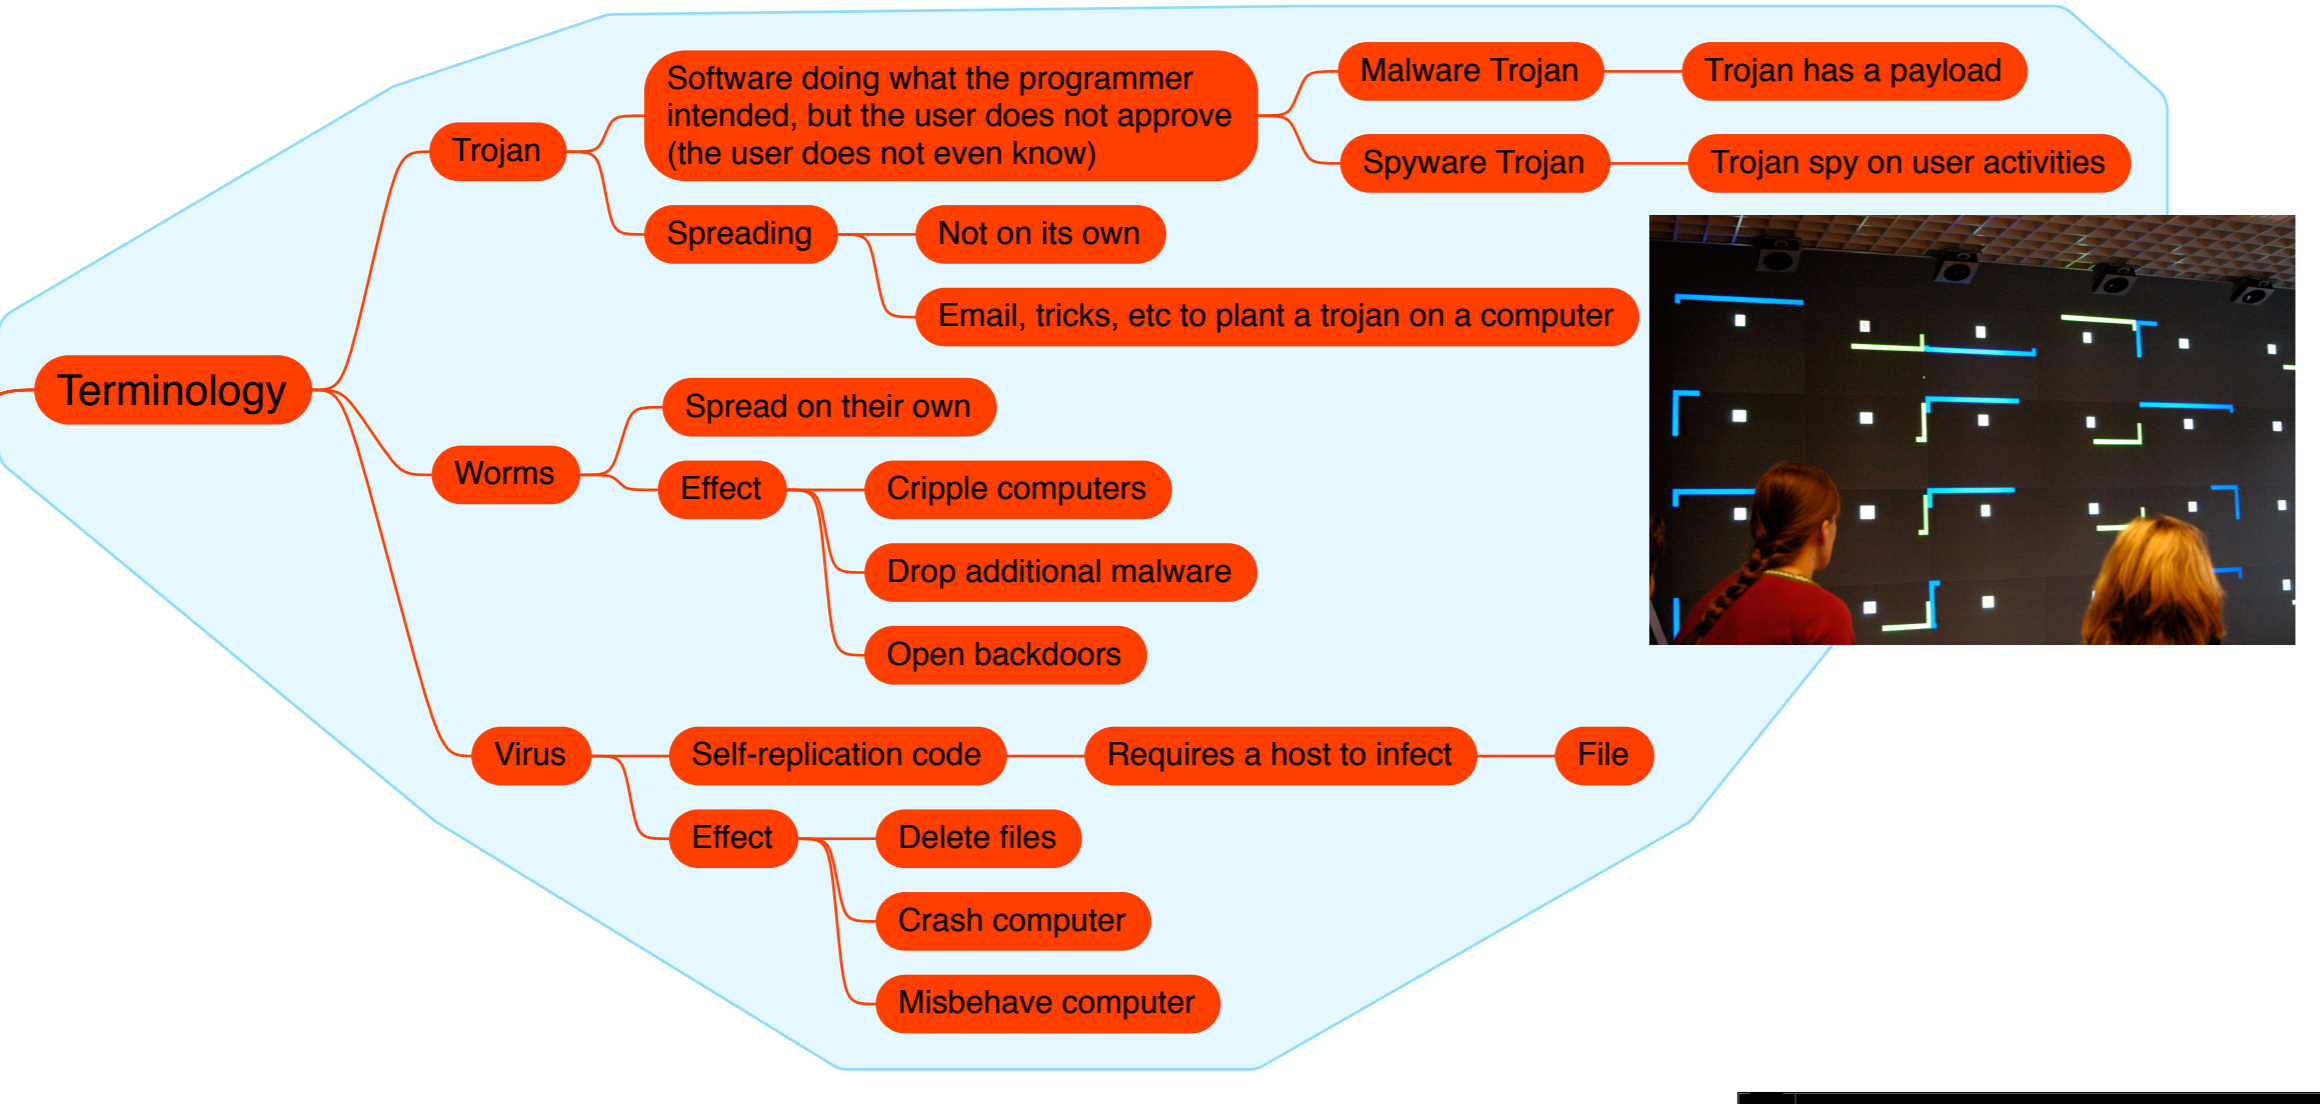 Terminology
Trojan
Software doing what the programmer
intended, but the user does not approve
(the user does not even know)
Malware Trojan
Trojan has a payload
Spyware Trojan
Trojan spy on user activities
Spreading
Not on its own
Email, tricks, etc to plant a trojan on a computer
Worms
Spread on their own
Effect
Cripple computers
Drop additional malware
Open backdoors
Virus
Self-replication code
Requires a host to infect
File
Effect
Delete files
Crash computer
Misbehave computer